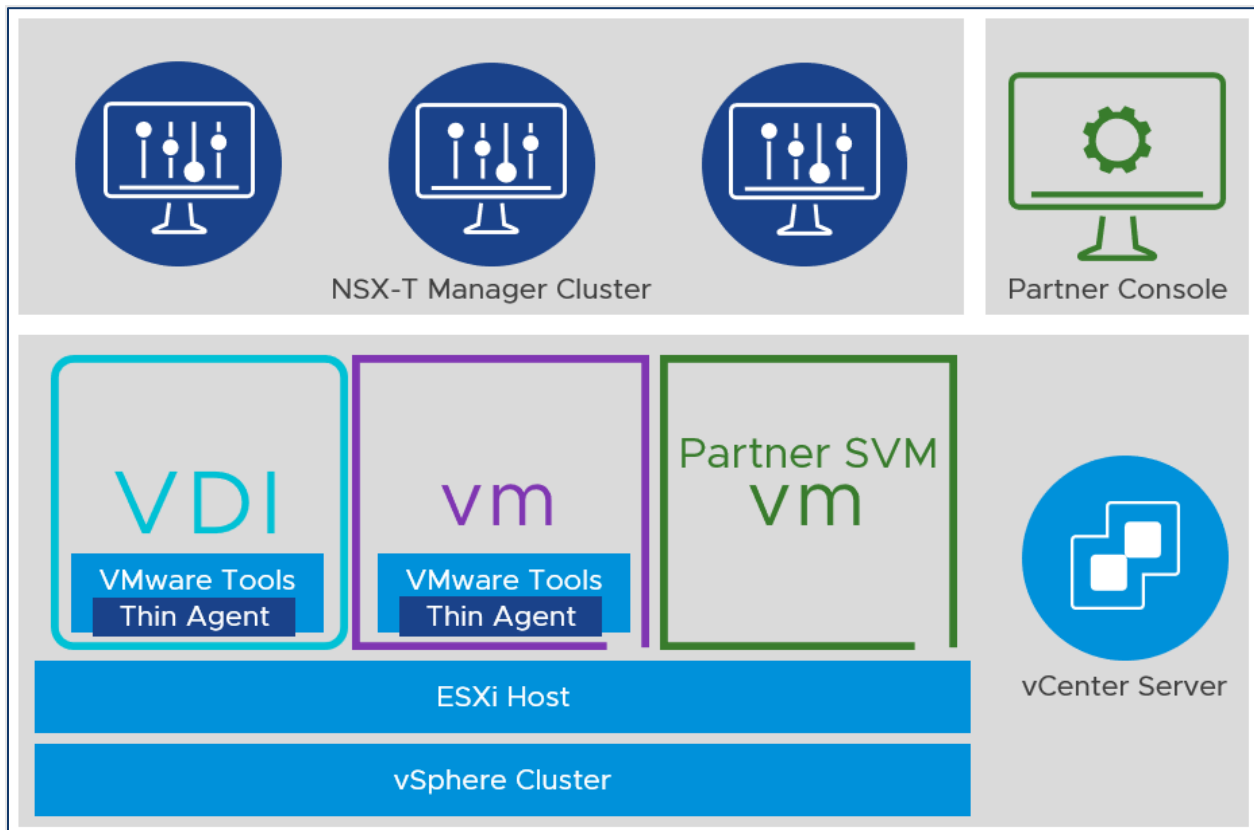 NSX-T Manager Cluster
Partner Console
VDI
VMware Tools
Thin Agent
vm
VMware Tools
Thin Agent
Partner SVM
vm
vCenter Server
ESXi Host
vSphere Cluster